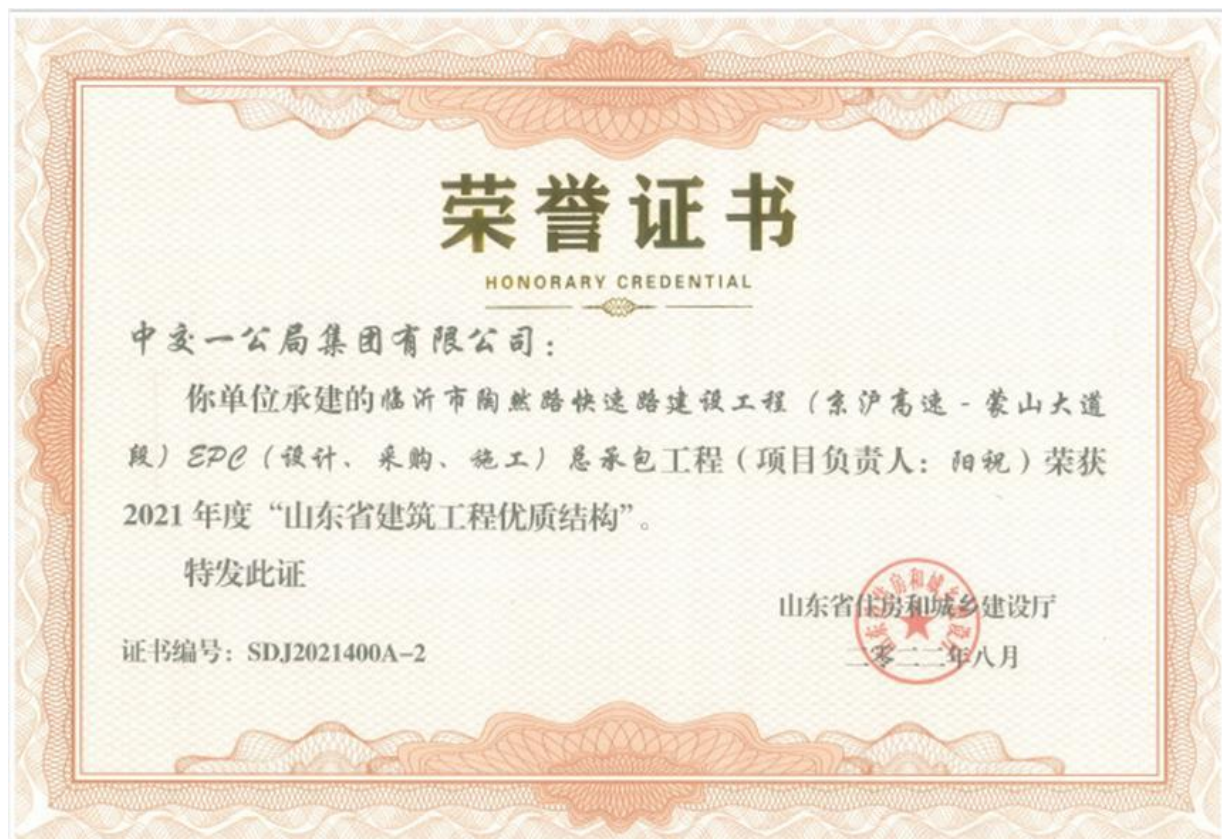 荣誉证书
HONORARY CREDENTIAL
中交一公局集团有限公司：
你单位承建的临沂市陶然路快速路建设工程（京沪高速-蒙山大道
段）EPC（设计、采购、施工）总承包工程（项目负责人：阳祝）荣获
2021年度“山东省建筑工程优质结构”。
特发此证
山东省住房和城乡建设厅
证书编号：SDJ2021400A-2
二零二二年八月